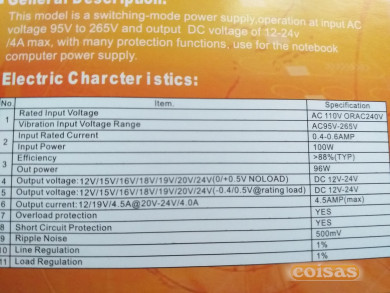 General Description:
This model is a switching-mode power supply,operation at Input AC
voltage 95V to 265V and output DC voltage of 12-24v
/4A max, with many protection functions, use for the notebook
computer power supply.
Electric Charcteristics:
No. Item. Specification
1 Rated Input Voltage AC 110V ORAC240V
Vibration Input Voltage Range AC95V-265V
2 Input Rated Current 0.4-0.6AMP
Input Power 100W
3 Efficiency >88%(TYP)
Out power 96W
4 Output voltage:12V/15V/16V/18V/19V/20V/24V(0/+0.5V NOLOAD) DC 12V-24V
5 Output voltage:12V/15V/16V/18V/19V/20V/24V(-0.4/0.5@rating load) DC 12V-24V
6 Output current:12/19/4.5A@20V-24V/4.0A 4.5AMP(max)
7 Overload protection YES
8 Short Circuit Protection YES
9 Ripple Noise 500mV
10 Line Regulation 1%
11 Load Regulation 1%
coisas